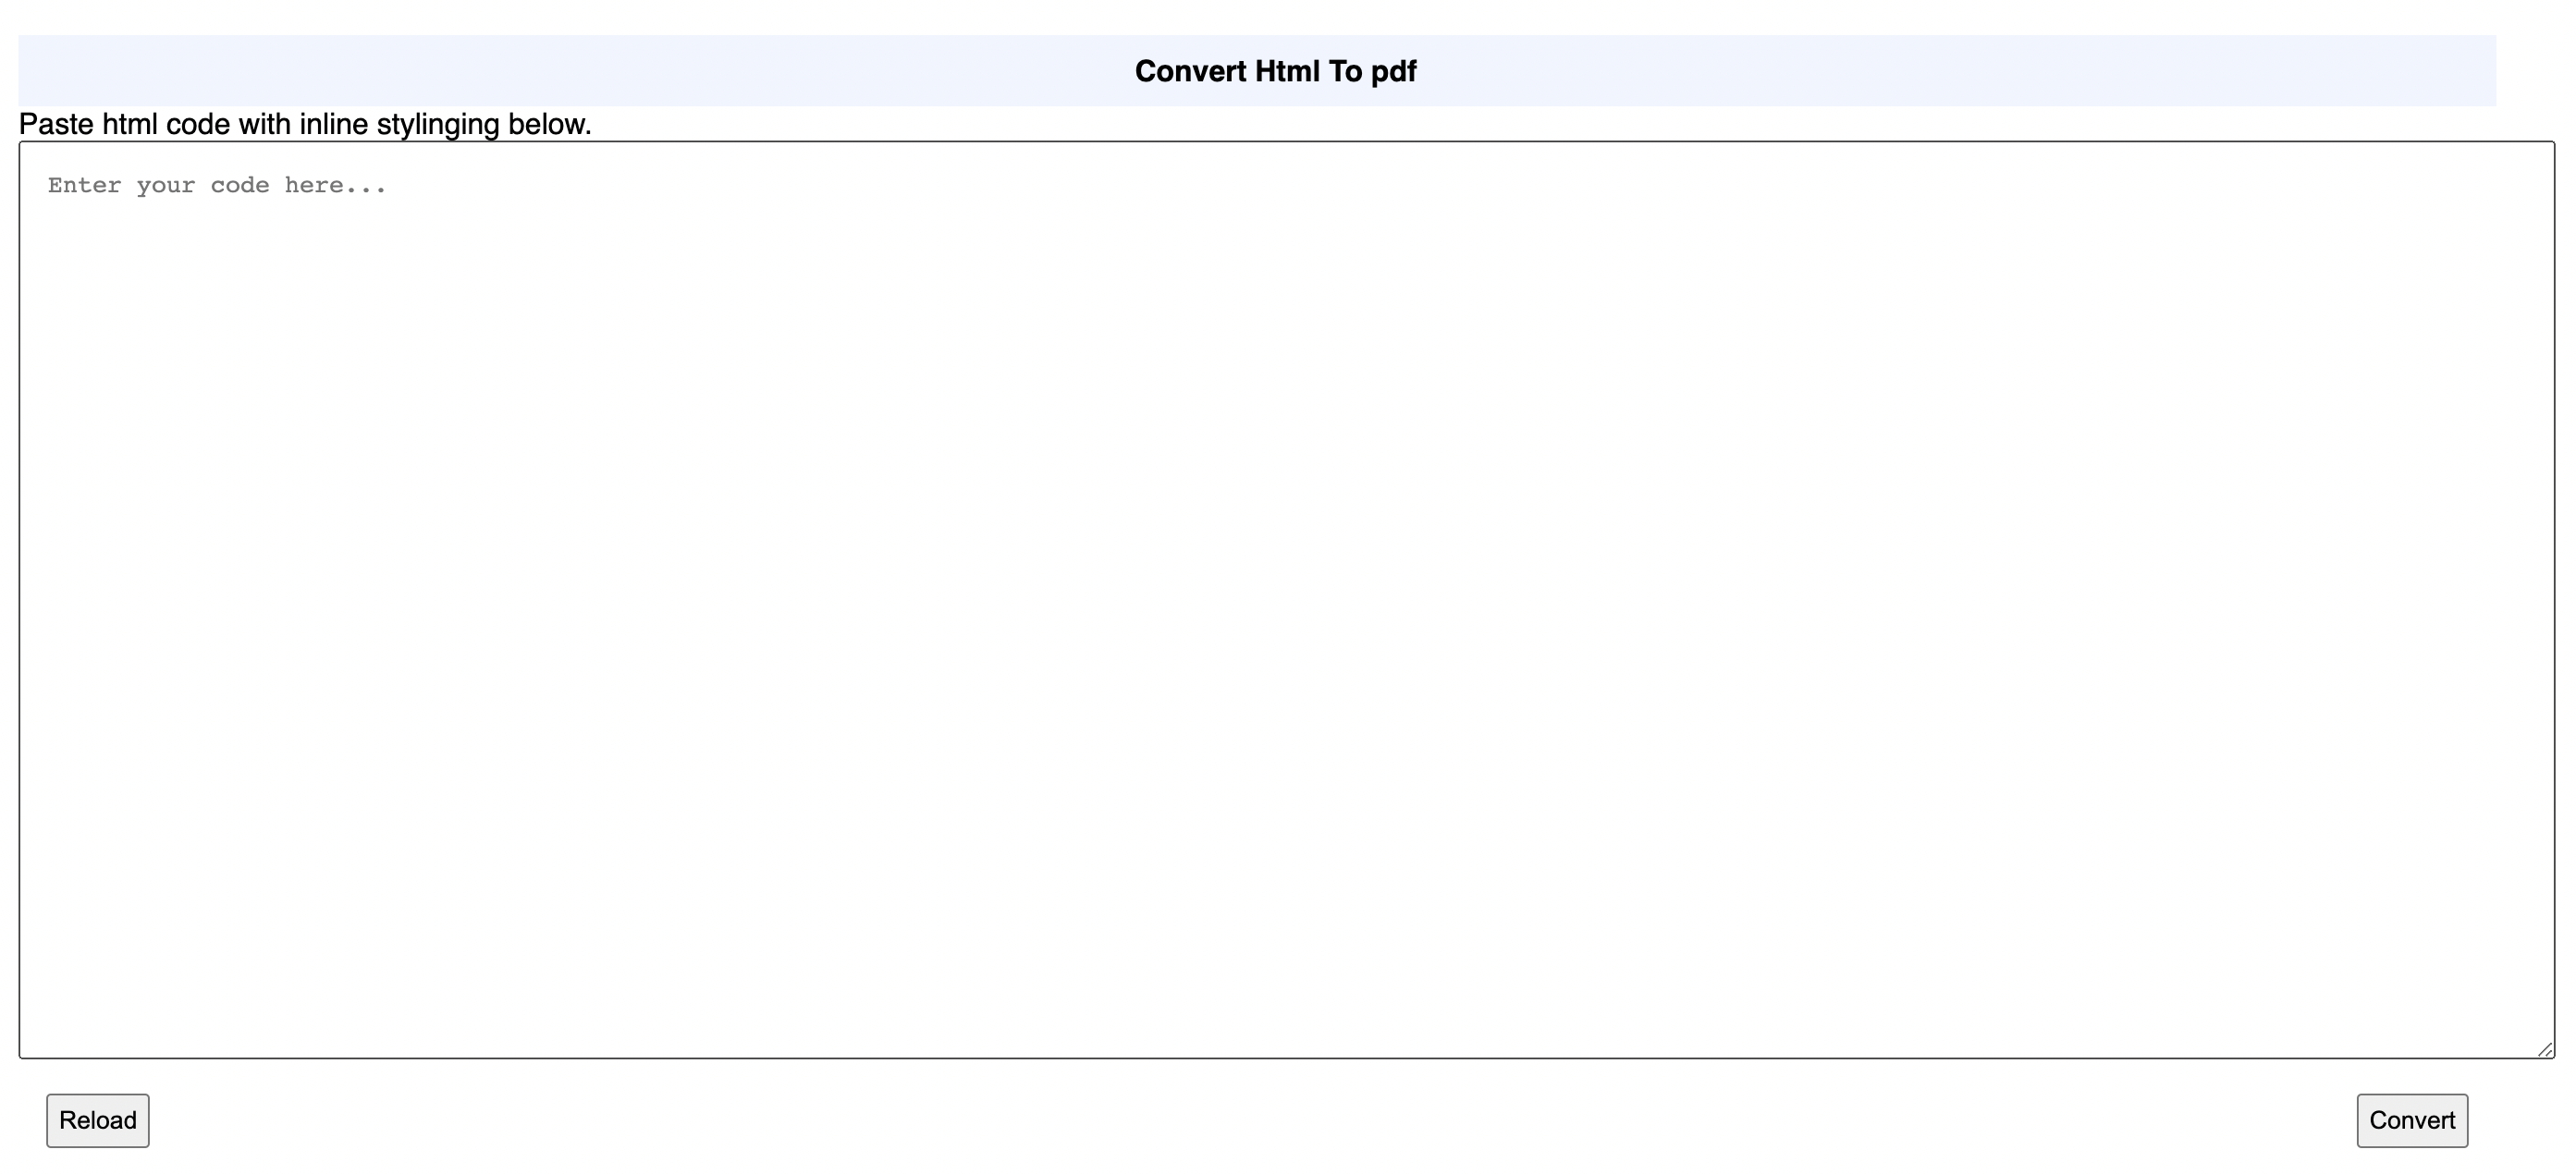 Convert Html To pdf
Paste html code with inline stylinging below.
Enter your code here...
Reload
Convert